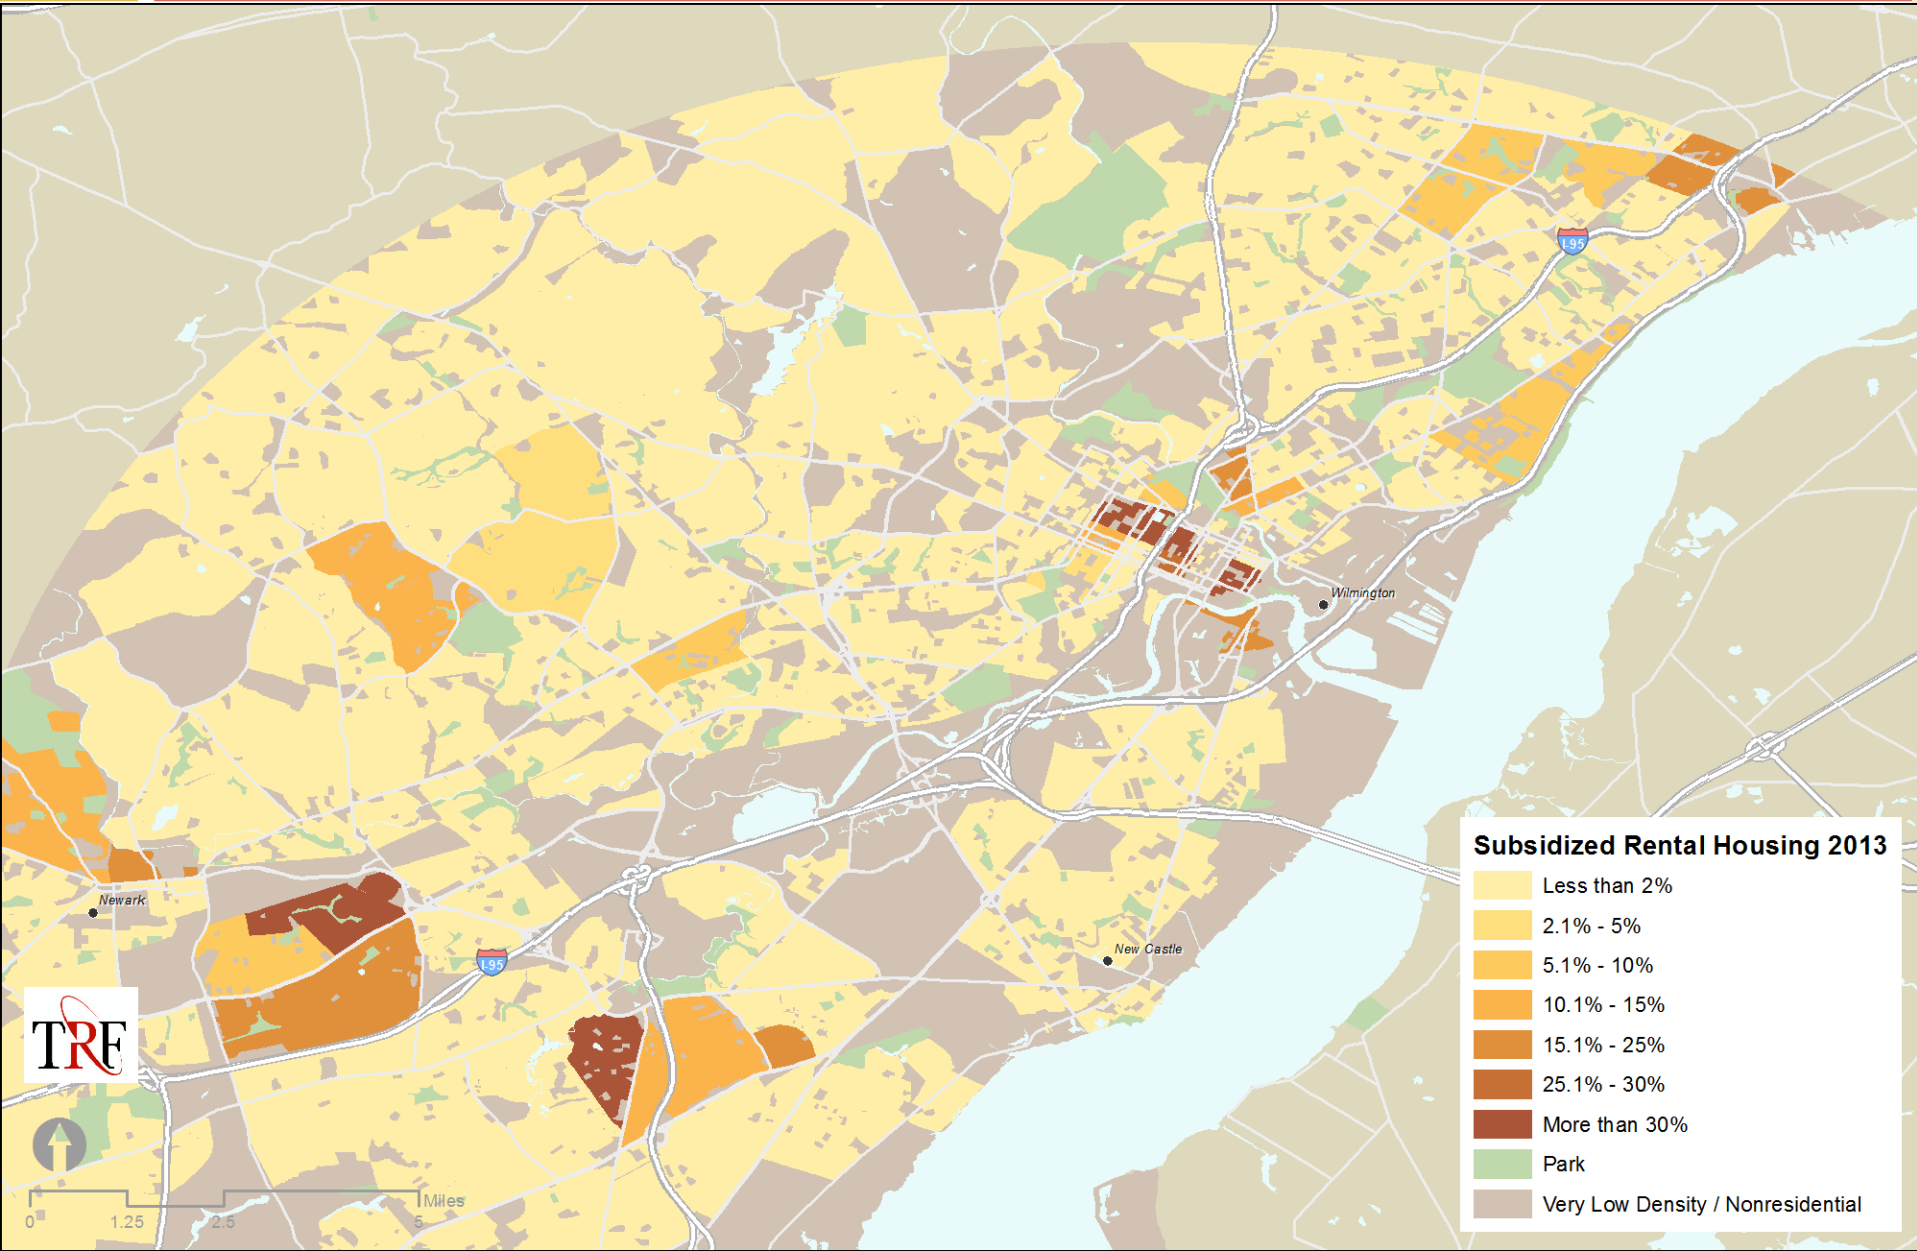 I-95
Wilmington
Newark
New Castle
I-95
TRF
Miles
0 1.25 2.5 5
Subsidized Rental Housing 2013
Less than 2%
2.1% - 5%
5.1% - 10%
10.1% - 15%
15.1% - 25%
25.1% - 30%
More than 30%
Park
Very Low Density / Nonresidential